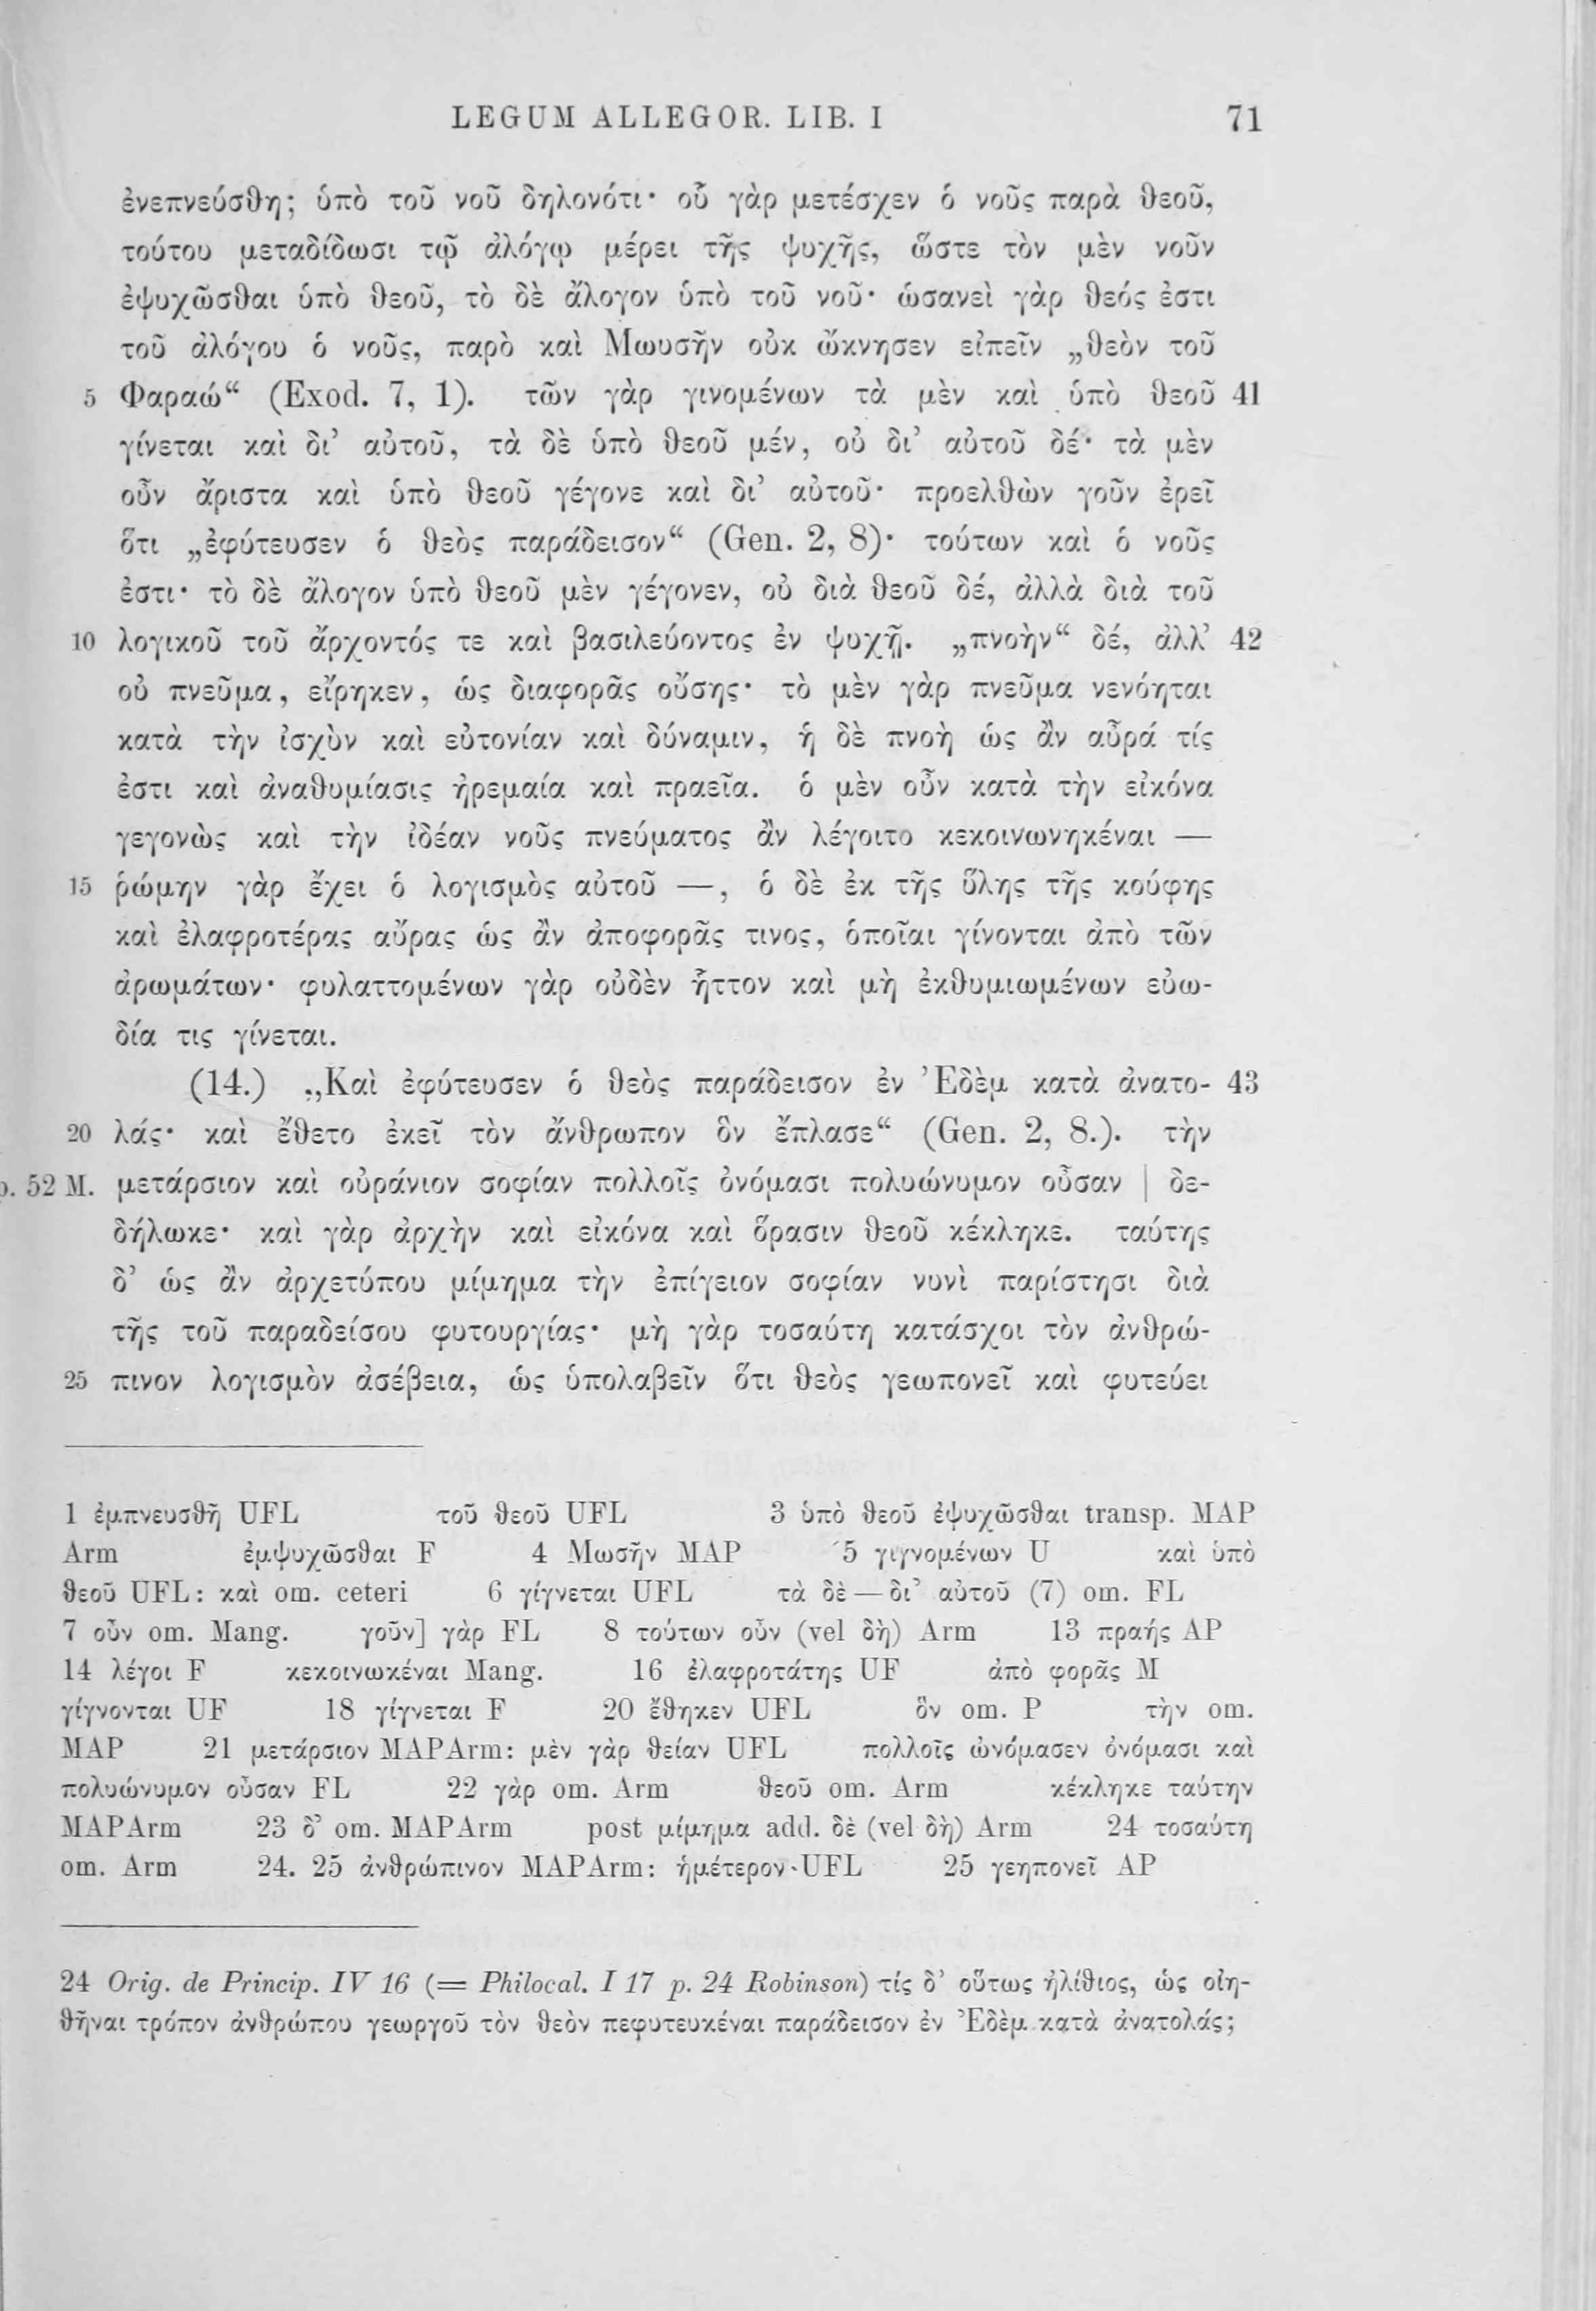 LEGUM ALLEGOR. LIB. I 71
ἐνεπνεύσθη; ὑπὸ τοῦ νοῦ δηλονότι· οὗ γὰρ μετέσχεν ὁ νοῦς παρὰ θεοῦ,
τούτου μεταδίδωσι τῷ ἀλόγῳ μέρει τῆς ψυχῆς, ὥστε τὸν μὲν νοῦν
ἐψυχῶσθαι ὑπὸ θεοῦ, τὸ δὲ ἄλογον ὑπὸ τοῦ νοῦ· ὡσανεὶ γὰρ θεός ἐστι
τοῦ ἀλόγου ὁ νοῦς, παρὸ καὶ Μωυσῆν οὐκ ὤκνησεν εἰπεῖν „θεὸν τοῦ
5 Φαραώ“ (Exod. 7, 1). τῶν γὰρ γινομένων τὰ μὲν καὶ ὑπὸ θεοῦ 41
γίνεται καὶ δι’ αὐτοῦ, τὰ δὲ ὑπὸ θεοῦ μέν, οὐ δι’ αὐτοῦ δέ· τὰ μὲν
οὖν ἄριστα καὶ ὑπὸ θεοῦ γέγονε καὶ δι’ αὐτοῦ· προελθὼν γοῦν ἐρεῖ
ὅτι „ἐφύτευσεν ὁ θεὸς παράδεισον“ (Gen. 2, 8)· τούτων καὶ ὁ νοῦς
ἐστι· τὸ δὲ ἄλογον ὑπὸ θεοῦ μὲν γέγονεν, οὐ διὰ θεοῦ δέ, ἀλλὰ διὰ τοῦ
10 λογικοῦ τοῦ ἄρχοντός τε καὶ βασιλεύοντος ἐν ψυχῇ. „πνοὴν“ δέ, ἀλλ’ 42
οὐ πνεῦμα, εἴρηκεν, ὡς διαφορᾶς οὔσης· τὸ μὲν γὰρ πνεῦμα νενόηται
κατὰ τὴν ἰσχὺν καὶ εὐτονίαν καὶ δύναμιν, ἡ δὲ πνοὴ ὡς ἂν αὖρά τίς
ἐστι καὶ ἀναθυμίασις ἠρεμαία καὶ πραεῖα. ὁ μὲν οὖν κατὰ τὴν εἰκόνα
γεγονὼς καὶ τὴν ἰδέαν νοῦς πνεύματος ἂν λέγοιτο κεκοινωνηκέναι —
15 ῥώμην γὰρ ἔχει ὁ λογισμὸς αὐτοῦ —, ὁ δὲ ἐκ τῆς ὕλης τῆς κούφης
καὶ ἐλαφροτέρας αὔρας ὡς ἂν ἀποφορᾶς τινος, ὁποῖαι γίνονται ἀπὸ τῶν
ἀρωμάτων· φυλαττομένων γὰρ οὐδὲν ἧττον καὶ μὴ ἐκθυμιωμένων εὐω-
δία τις γίνεται.
(14.) „Καὶ ἐφύτευσεν ὁ θεὸς παράδεισον ἐν Ἐδὲμ κατὰ ἀνατο- 43
20 λάς· καὶ ἔθετο ἐκεῖ τὸν ἄνθρωπον ὃν ἔπλασε“ (Gen. 2, 8.). τὴν
p. 52 M. μετάρσιον καὶ οὐράνιον σοφίαν πολλοῖς ὀνόμασι πολυώνυμον οὖσαν | δε-
δήλωκε· καὶ γὰρ ἀρχὴν καὶ εἰκόνα καὶ ὅρασιν θεοῦ κέκληκε. ταύτης
δ’ ὡς ἂν ἀρχετύπου μίμημα τὴν ἐπίγειον σοφίαν νυνὶ παρίστησι διὰ
τῆς τοῦ παραδείσου φυτουργίας· μὴ γὰρ τοσαύτη κατάσχοι τὸν ἀνθρώ-
25 πινον λογισμὸν ἀσέβεια, ὡς ὑπολαβεῖν ὅτι θεὸς γεωπονεῖ καὶ φυτεύει
1 ἐμπνευσθῆ UFL τοῦ θεοῦ UFL 3 ὑπὸ θεοῦ ἐψυχῶσθαι transp. MAP
Arm ἐμψυχῶσθαι F 4 Μωσῆν MAP 5 γιγνομένων U καὶ ὑπὸ
θεοῦ UFL: καὶ om. ceteri 6 γίγνεται UFL τὰ δὲ — δι’ αὐτοῦ (7) om. FL
7 οὖν om. Mang. γοῦν] γὰρ FL 8 τούτων οὖν (vel δὴ) Arm 13 πραής AP
14 λέγοι F κεκοινωκέναι Mang. 16 ἐλαφροτάτης UF ἀπὸ φορᾶς M
γίγνονται UF 18 γίγνεται F 20 ἔθηκεν UFL ὃν om. P τὴν om.
MAP 21 μετάρσιον MAPArm: μὲν γὰρ θείαν UFL πολλοῖς ὠνόμασεν ὀνόμασι καὶ
πολυώνυμον οὖσαν FL 22 γὰρ om. Arm θεοῦ om. Arm κέκληκε ταύτην
MAPArm 23 δ’ om. MAPArm post μίμημα add. δὲ (vel δὴ) Arm 24 τοσαύτη
om. Arm 24. 25 ἀνθρώπινον MAPArm: ἡμέτερον UFL 25 γεηπονεῖ AP
24 Orig. de Princip. IV 16 (= Philocal. I 17 p. 24 Robinson) τίς δ’ οὕτως ἠλίθιος, ὡς οἰη-
θῆναι τρόπον ἀνθρώπου γεωργοῦ τὸν θεὸν πεφυτευκέναι παράδεισον ἐν Ἐδὲμ κατὰ ἀνατολάς;